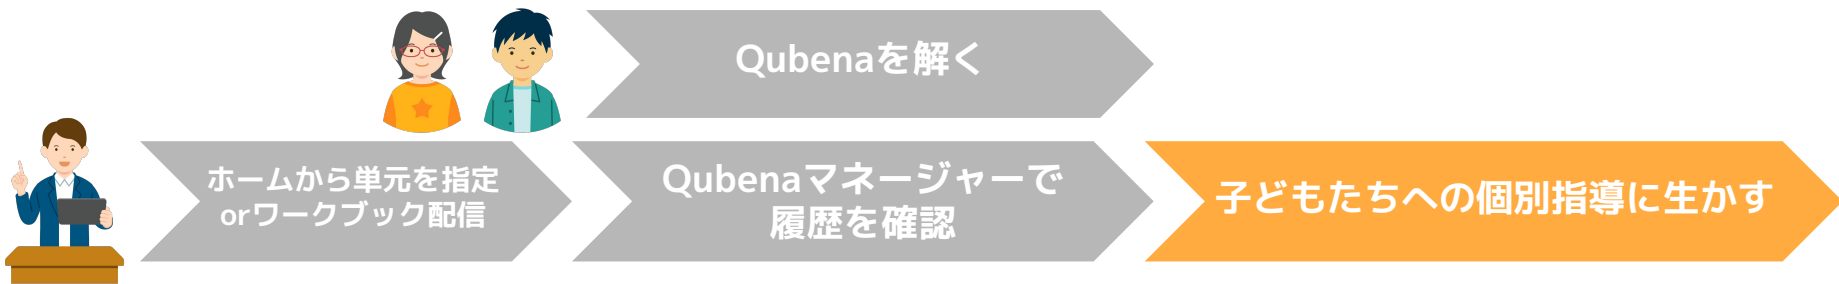 Qubenaを解く
ホームから単元を指定
orワークブック配信
Qubenaマネージャーで
履歴を確認
子どもたちへの個別指導に生かす